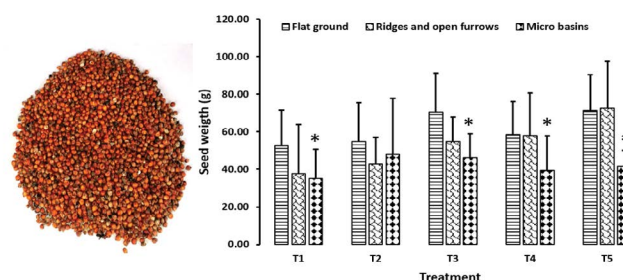 120.00
Flat ground Ridges and open furrows Micro basins
100.00
80.00
60.00
40.00
20.00
0.00
Seed weigth (g)
* * * *
T1 T2 T3 T4 T5
Treatment